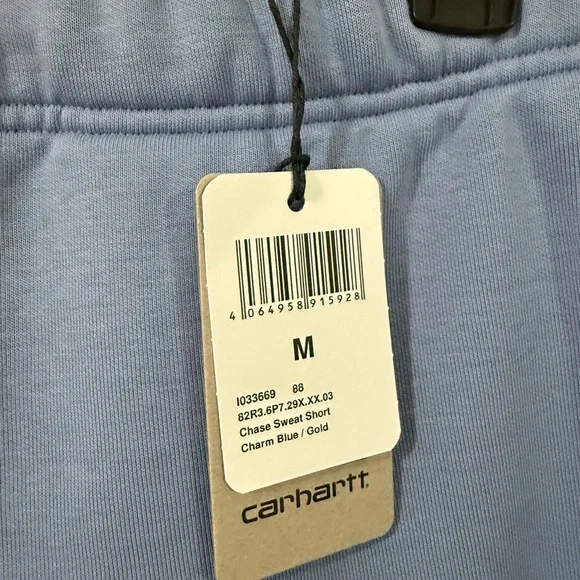 4 064958 915928
M
I033669 88
82R3.6P7.29X.XX.03
Chase Sweat Short
Charm Blue / Gold
carhartt